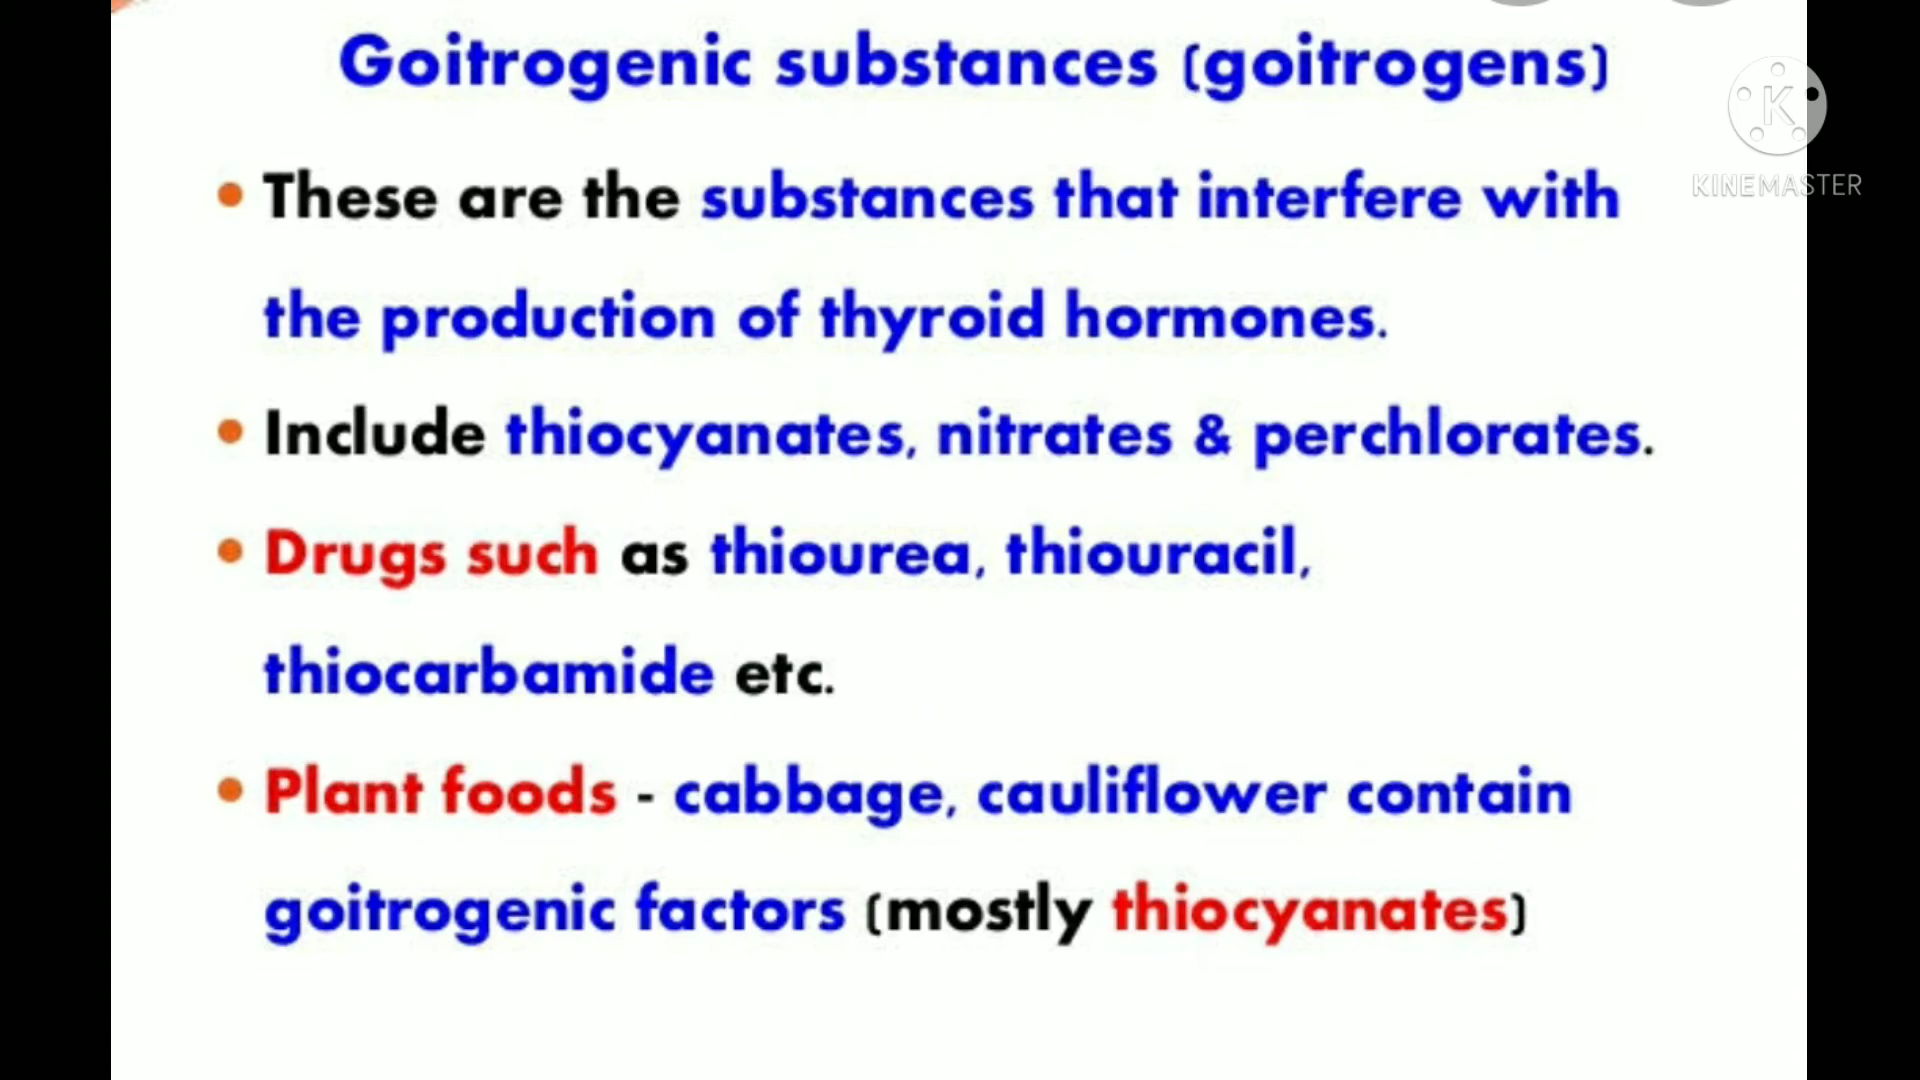 Goitrogenic substances (goitrogens)
KINEMASTER
• These are the substances that interfere with
the production of thyroid hormones.
• Include thiocyanates, nitrates & perchlorates.
• Drugs such as thiourea, thiouracil,
thiocarbamide etc.
• Plant foods - cabbage, cauliflower contain
goitrogenic factors (mostly thiocyanates)